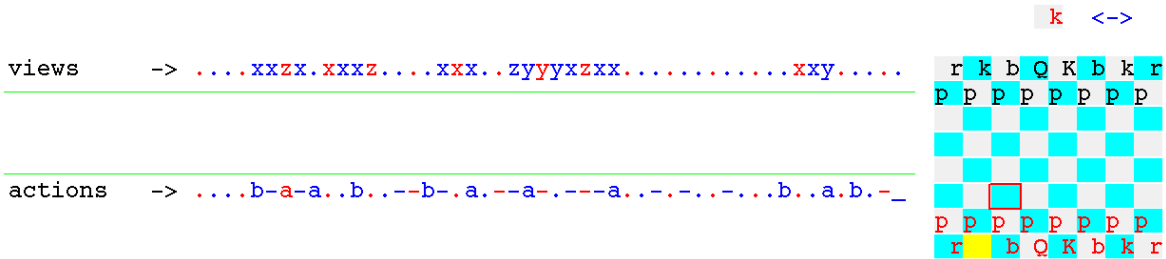 k <->
views -> ....xxzx.xxxz....xxx..zyyyxzxx............xxy.....
r k b Q K b k r
p p p p p p p p
actions -> ....b-a-a..b..--b-.a.--a-.---a..-.-..-...b..a.b.-_
p p p p p p p p
r b Q K b k r